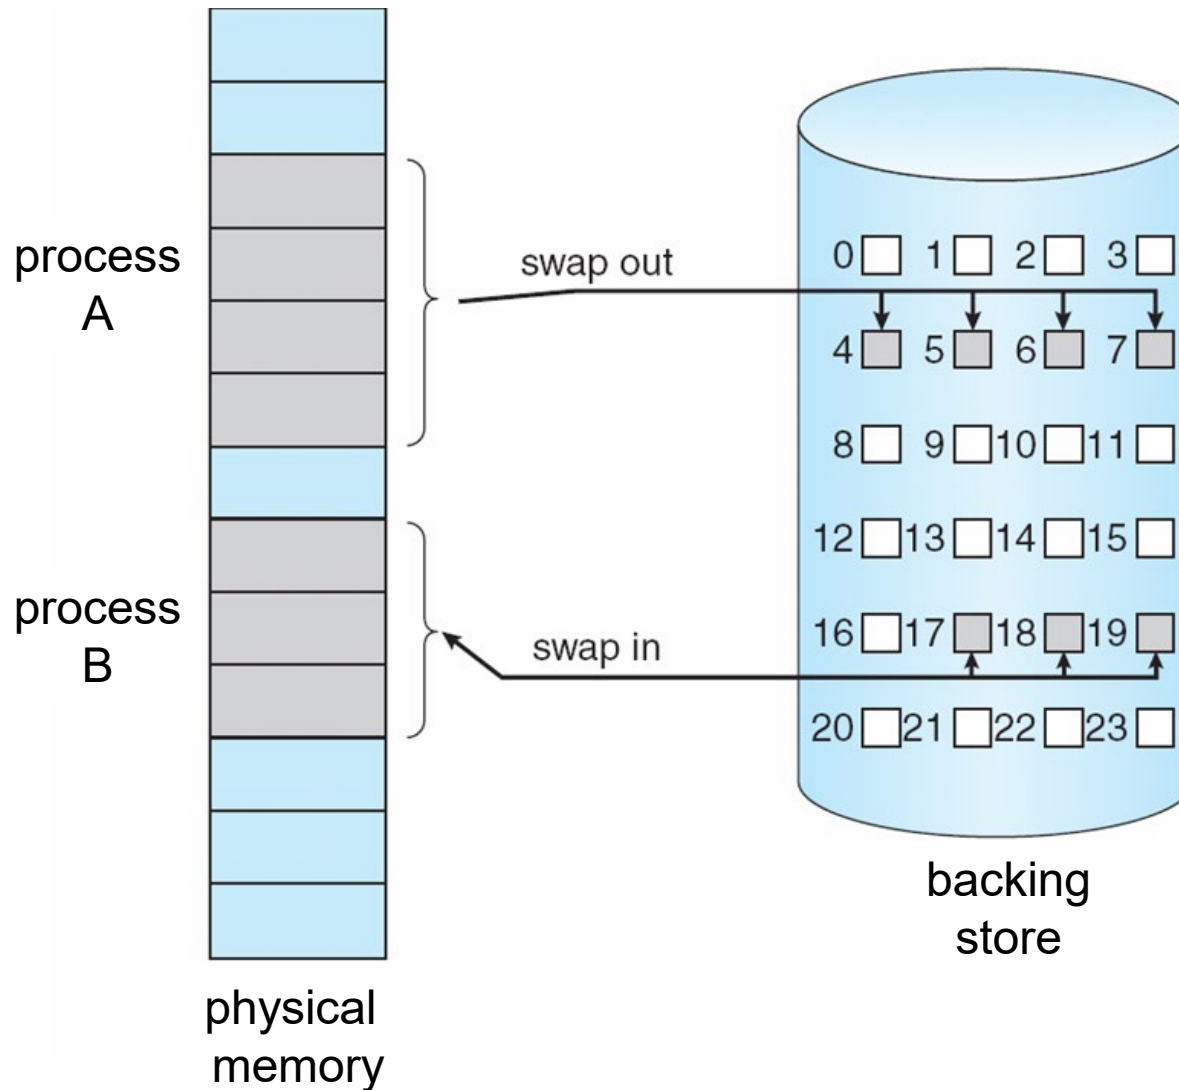 process
A
swap out
0 1 2 3
4 5 6 7
8 9 10 11
12 13 14 15
process
B
swap in
16 17 18 19
20 21 22 23
backing
store
physical
memory